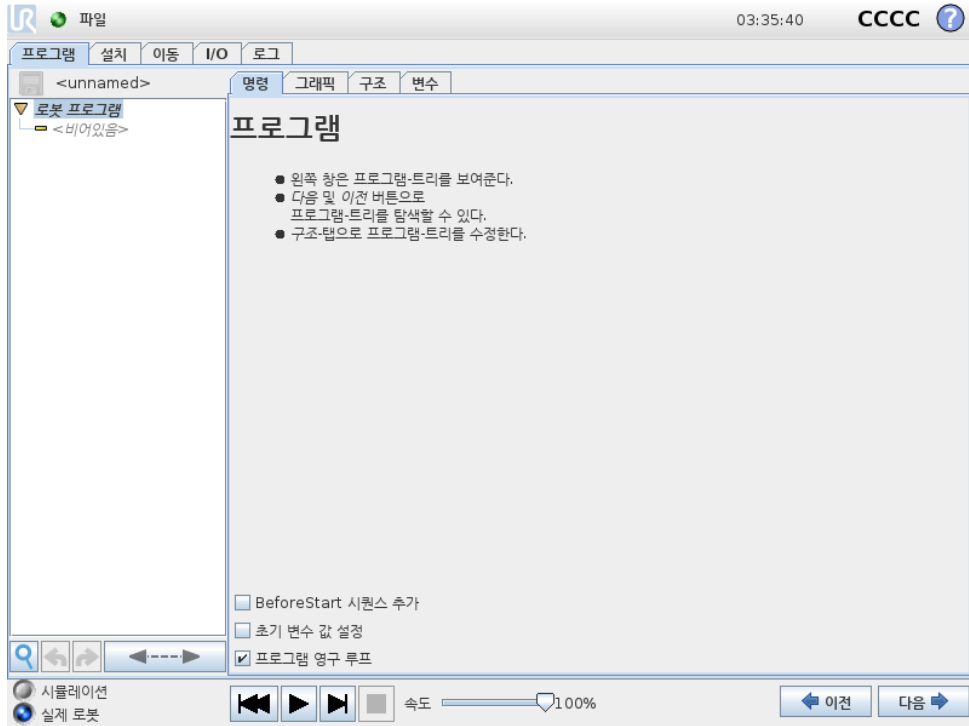 UR 파일 03:35:40 CCCC ?
프로그램 설치 이동 I/O 로그
<unnamed> 명령 그래픽 구조 변수
로봇 프로그램
<비어있음>
프로그램
왼쪽 창은 프로그램-트리를 보여준다.
다음 및 이전 버튼으로
프로그램-트리를 탐색할 수 있다.
구조-탭으로 프로그램-트리를 수정한다.
BeforeStart 시퀀스 추가
초기 변수 값 설정
프로그램 영구 루프
시뮬레이션
실제 로봇
속도 100% 이전 다음